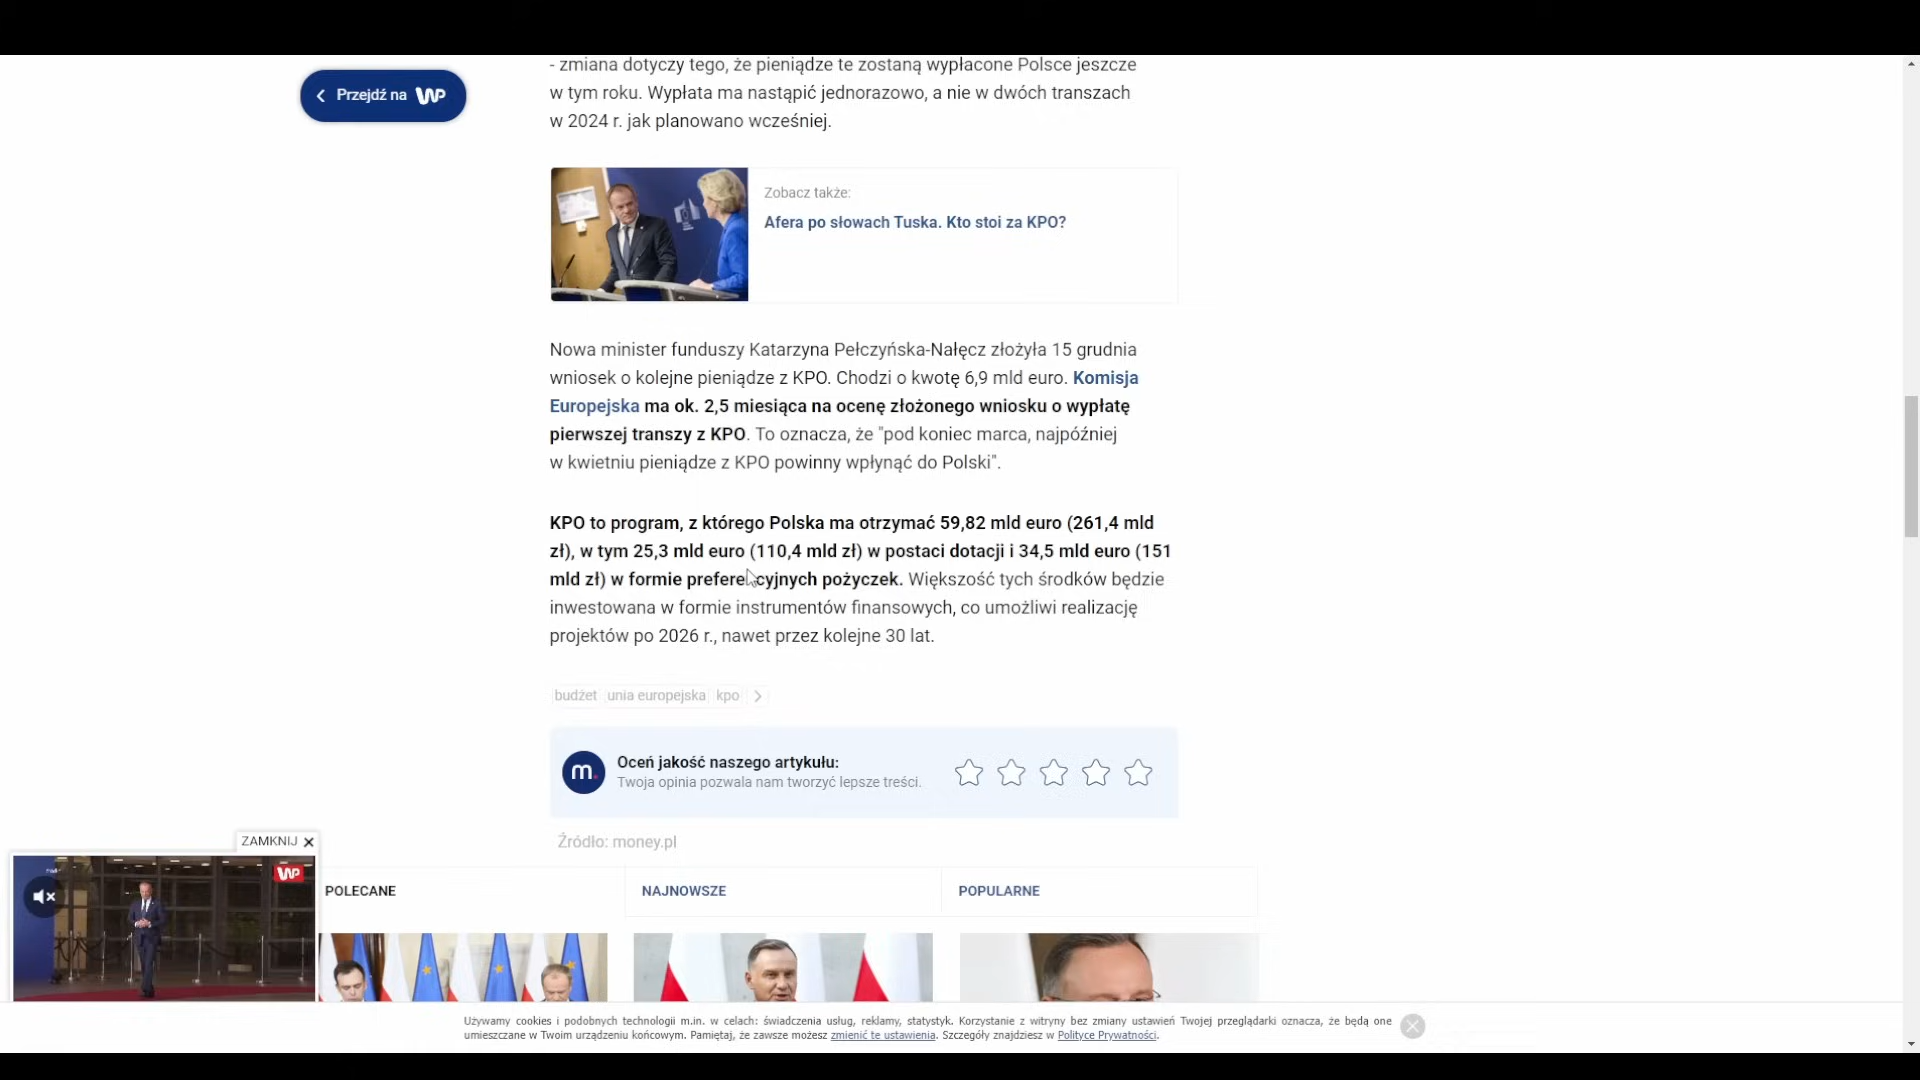 - zmiana dotyczy tego, że pieniądze te zostaną wypłacone Polsce jeszcze
w tym roku. Wypłata ma nastąpić jednorazowo, a nie w dwóch transzach
w 2024 r. jak planowano wcześniej.
Przejdź na WP
Zobacz także:
Afera po słowach Tuska. Kto stoi za KPO?
Nowa minister funduszy Katarzyna Pełczyńska-Nałęcz złożyła 15 grudnia
wniosek o kolejne pieniądze z KPO. Chodzi o kwotę 6,9 mld euro. Komisja
Europejska ma ok. 2,5 miesiąca na ocenę złożonego wniosku o wypłatę
pierwszej transzy z KPO. To oznacza, że "pod koniec marca, najpóźniej
w kwietniu pieniądze z KPO powinny wpłynąć do Polski".
KPO to program, z którego Polska ma otrzymać 59,82 mld euro (261,4 mld
zł), w tym 25,3 mld euro (110,4 mld zł) w postaci dotacji i 34,5 mld euro (151
mld zł) w formie preferencyjnych pożyczek. Większość tych środków będzie
inwestowana w formie instrumentów finansowych, co umożliwi realizację
projektów po 2026 r., nawet przez kolejne 30 lat.
budżet unia europejska kpo
m.
Oceń jakość naszego artykułu:
Twoja opinia pozwala nam tworzyć lepsze treści.
Źródło: money.pl
ZAMKNIJ
WP
POLECANE
NAJNOWSZE
POPULARNE
Używamy cookies i podobnych technologii m.in. w celach: świadczenia usług, reklamy, statystyk. Korzystanie z witryny bez zmiany ustawień Twojej przeglądarki oznacza, że będą one
umieszczane w Twoim urządzeniu końcowym. Pamiętaj, że zawsze możesz zmienić te ustawienia. Szczegóły znajdziesz w Polityce Prywatności.